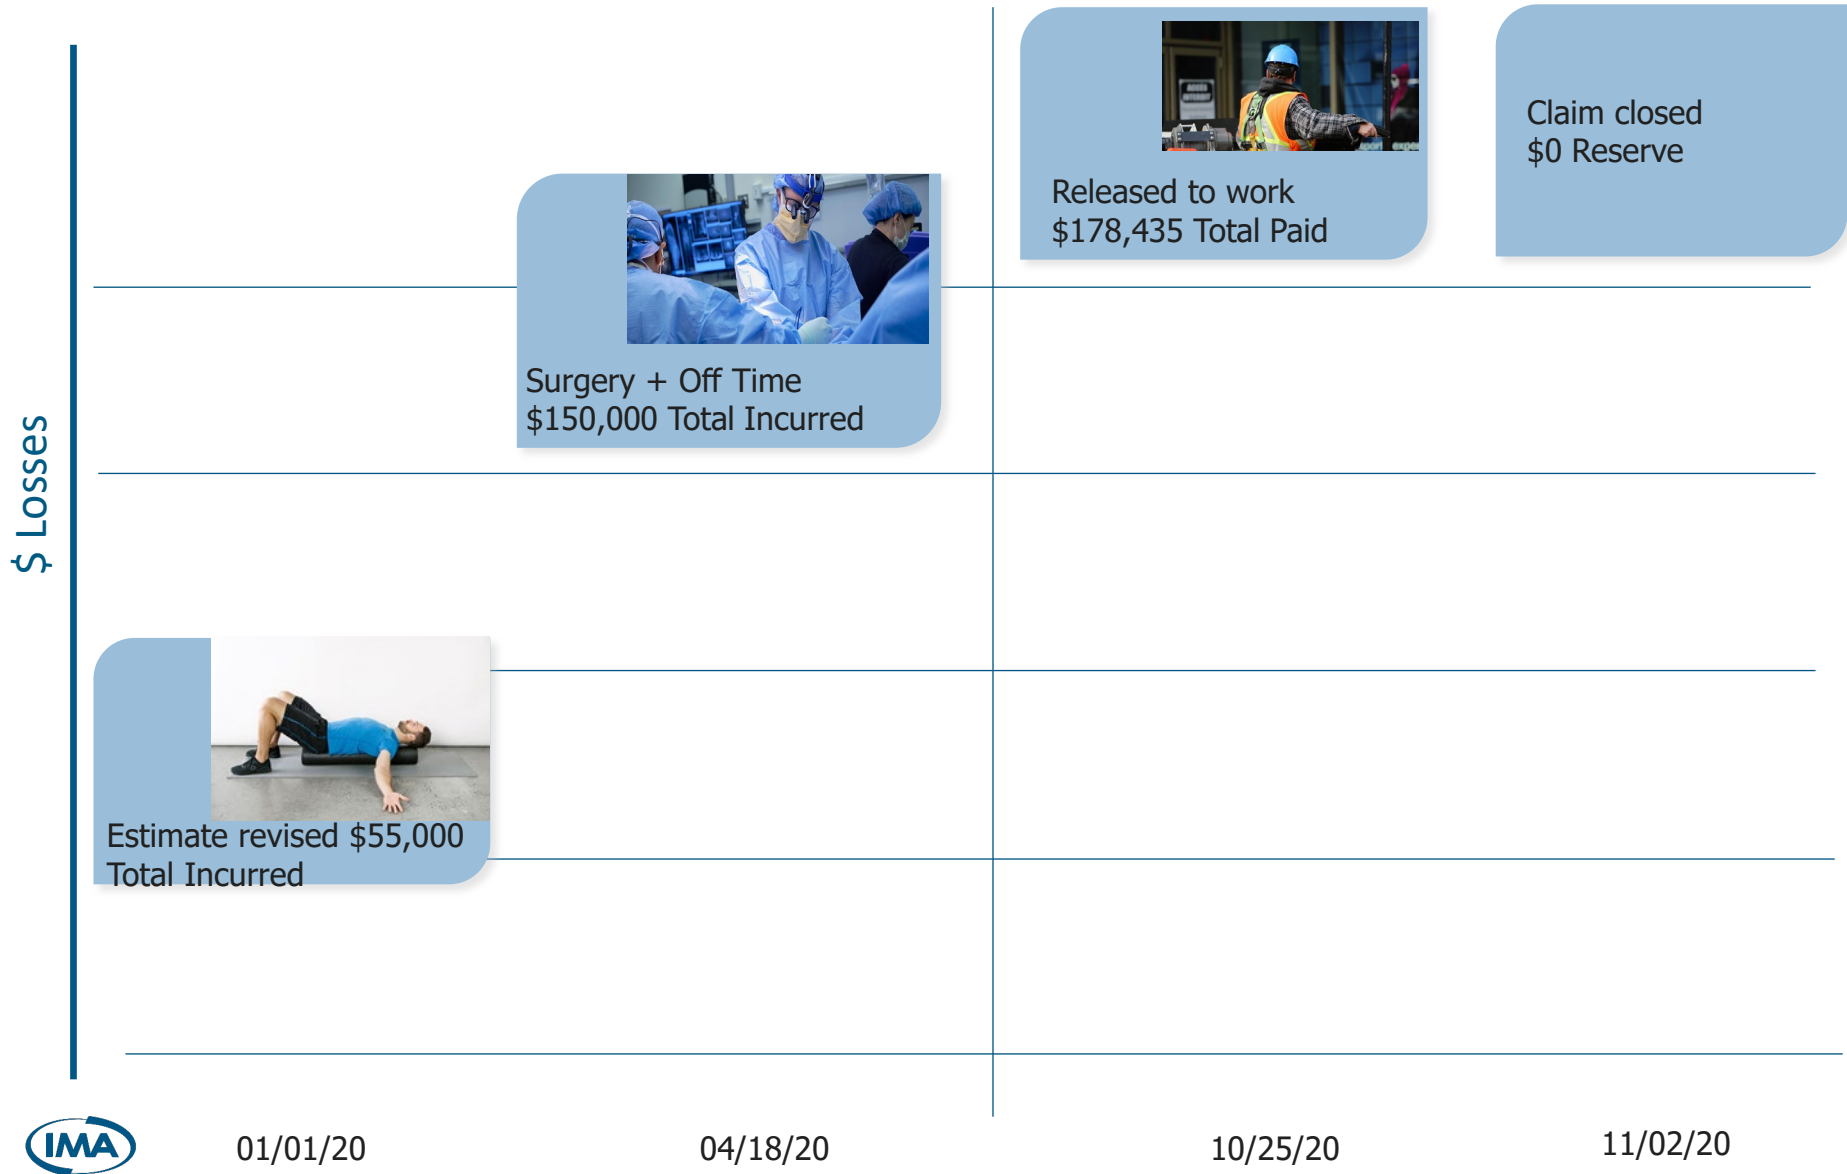 $ Losses
Released to work
$178,435 Total Paid
Claim closed
$0 Reserve
Surgery + Off Time
$150,000 Total Incurred
Estimate revised $55,000
Total Incurred
IMA
01/01/20
04/18/20
10/25/20
11/02/20